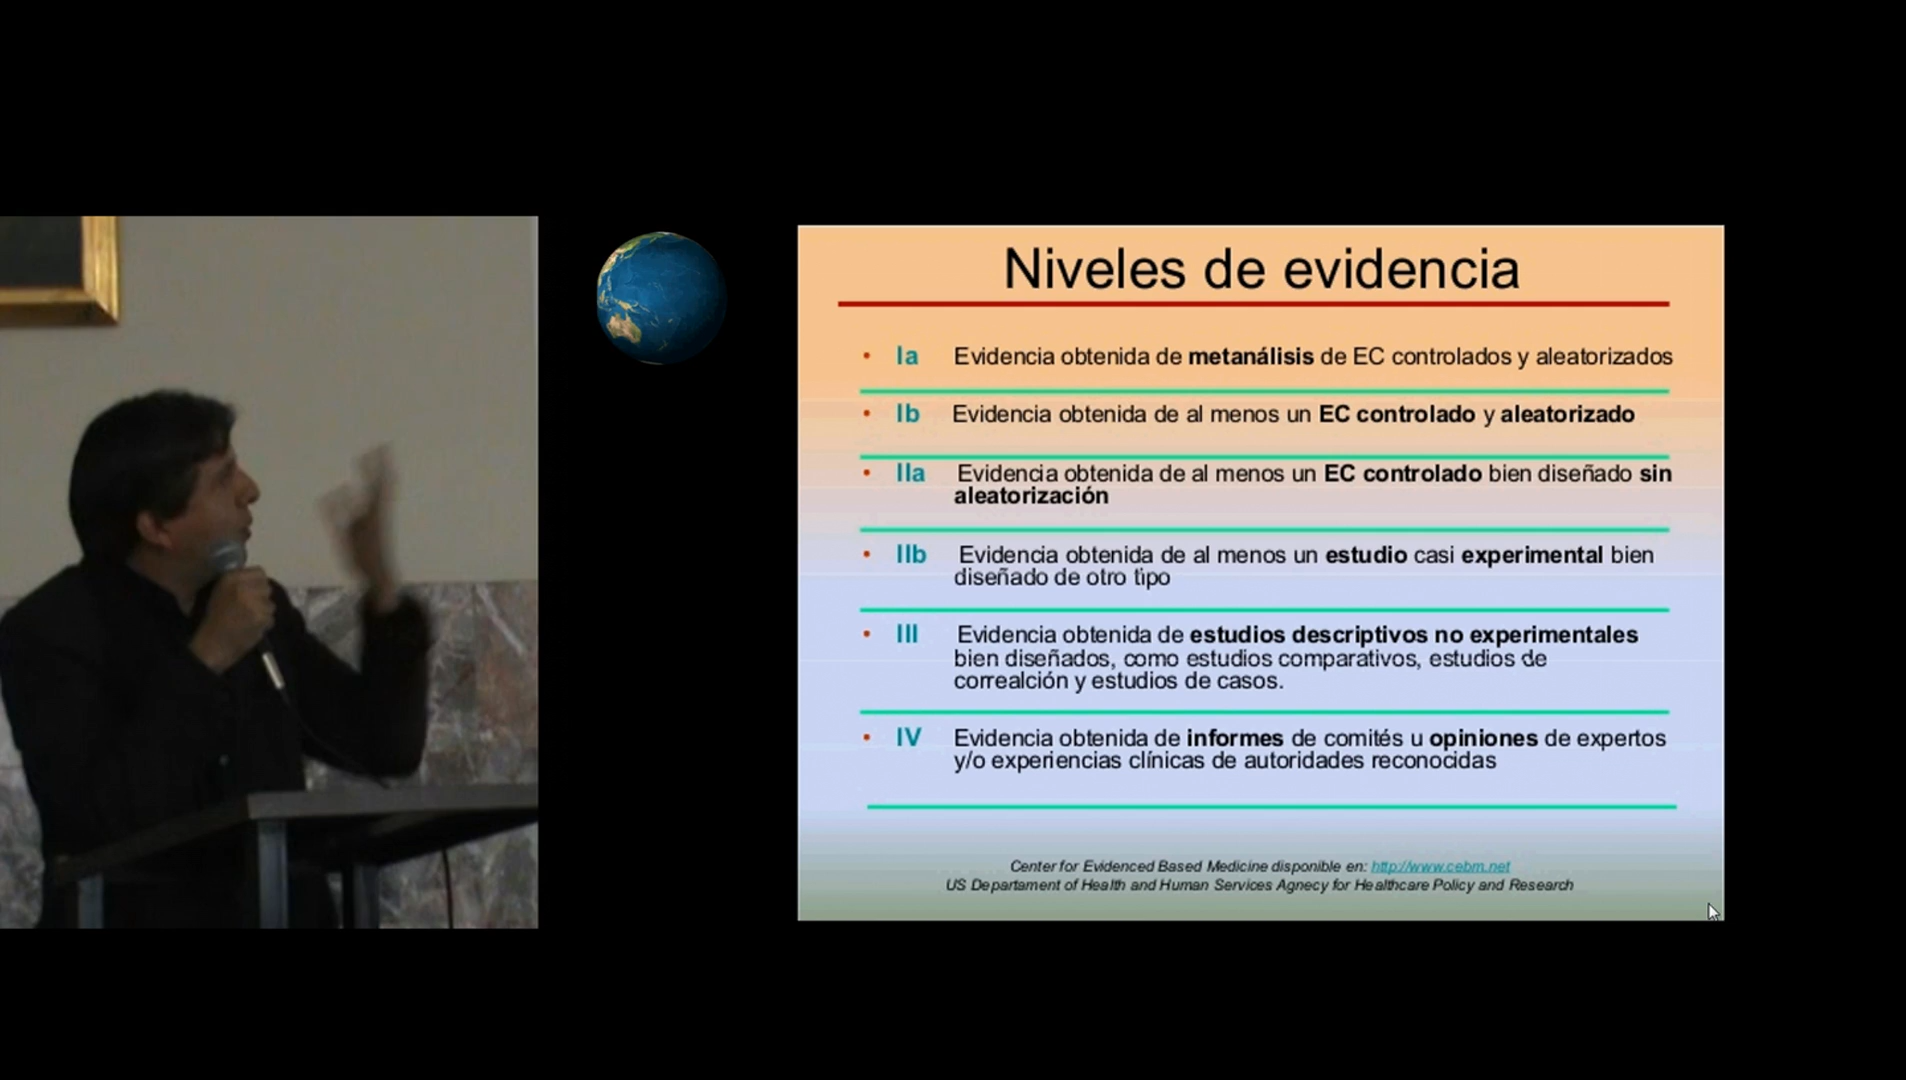 Niveles de evidencia
• Ia Evidencia obtenida de metanálisis de EC controlados y aleatorizados
• Ib Evidencia obtenida de al menos un EC controlado y aleatorizado
• IIa Evidencia obtenida de al menos un EC controlado bien diseñado sin
aleatorización
• IIb Evidencia obtenida de al menos un estudio casi experimental bien
diseñado de otro tipo
• III Evidencia obtenida de estudios descriptivos no experimentales
bien diseñados, como estudios comparativos, estudios de
correalción y estudios de casos.
• IV Evidencia obtenida de informes de comités u opiniones de expertos
y/o experiencias clínicas de autoridades reconocidas
Center for Evidenced Based Medicine disponible en: http://www.cebm.net
US Departament of Health and Human Services Agnecy for Healthcare Policy and Research